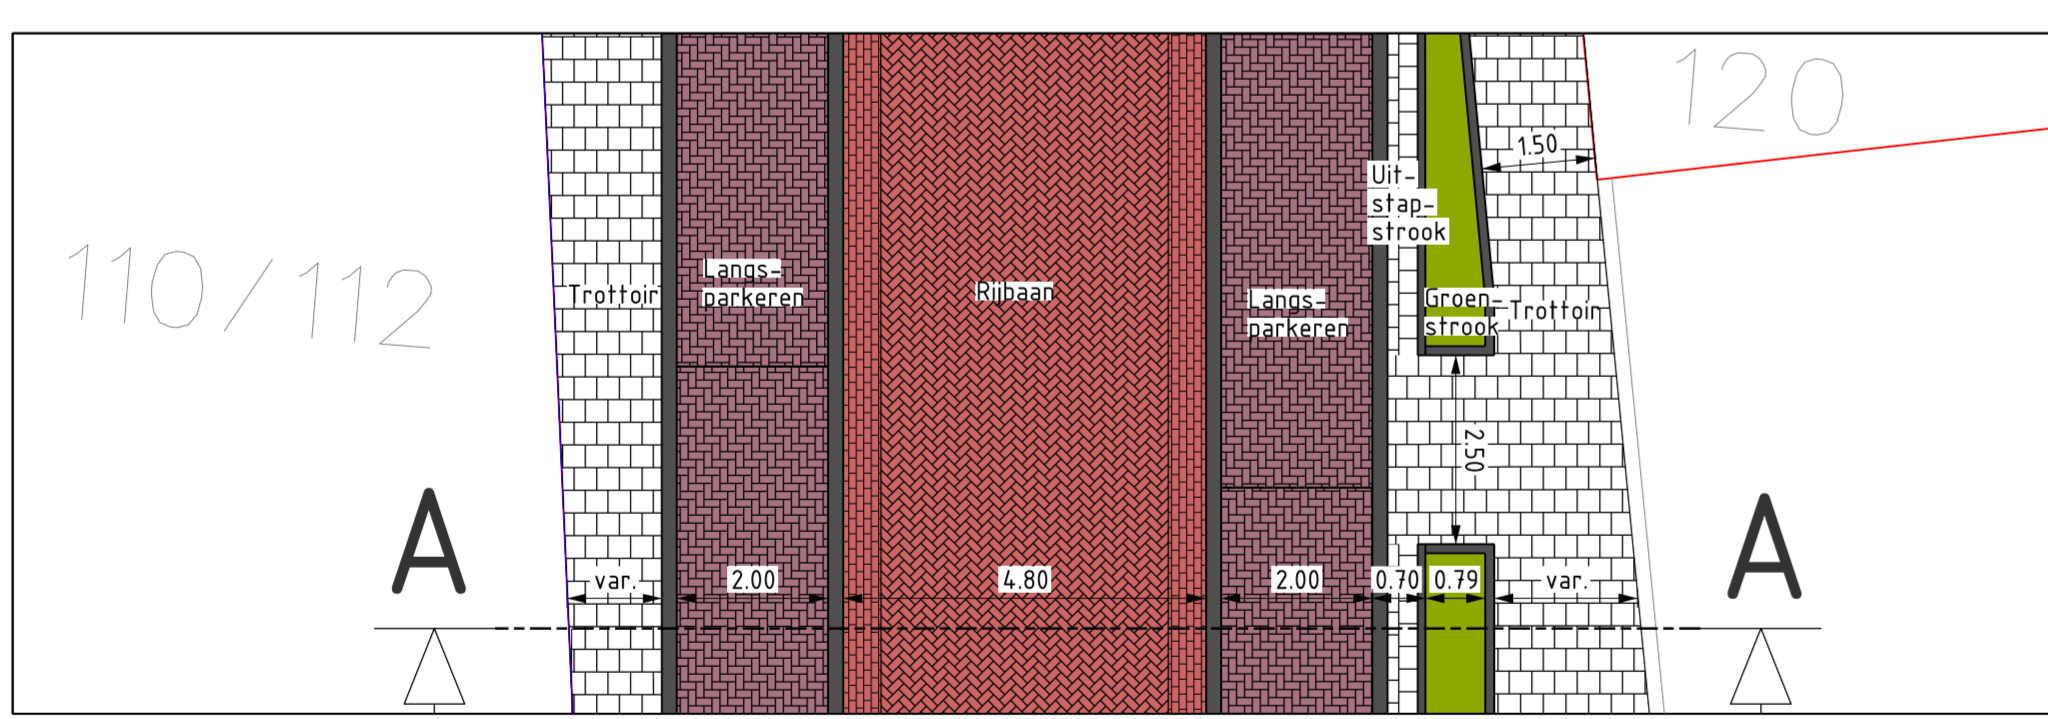 120
1.50
Uit-
stap-
strook
110/112
Langs-
parkeren
Trottoir
Rijbaan
Langs-
parkeren
Groen-
strook
Trottoir
2.50
A
A
var.
2.00
4.80
2.00
0.70
0.79
var.